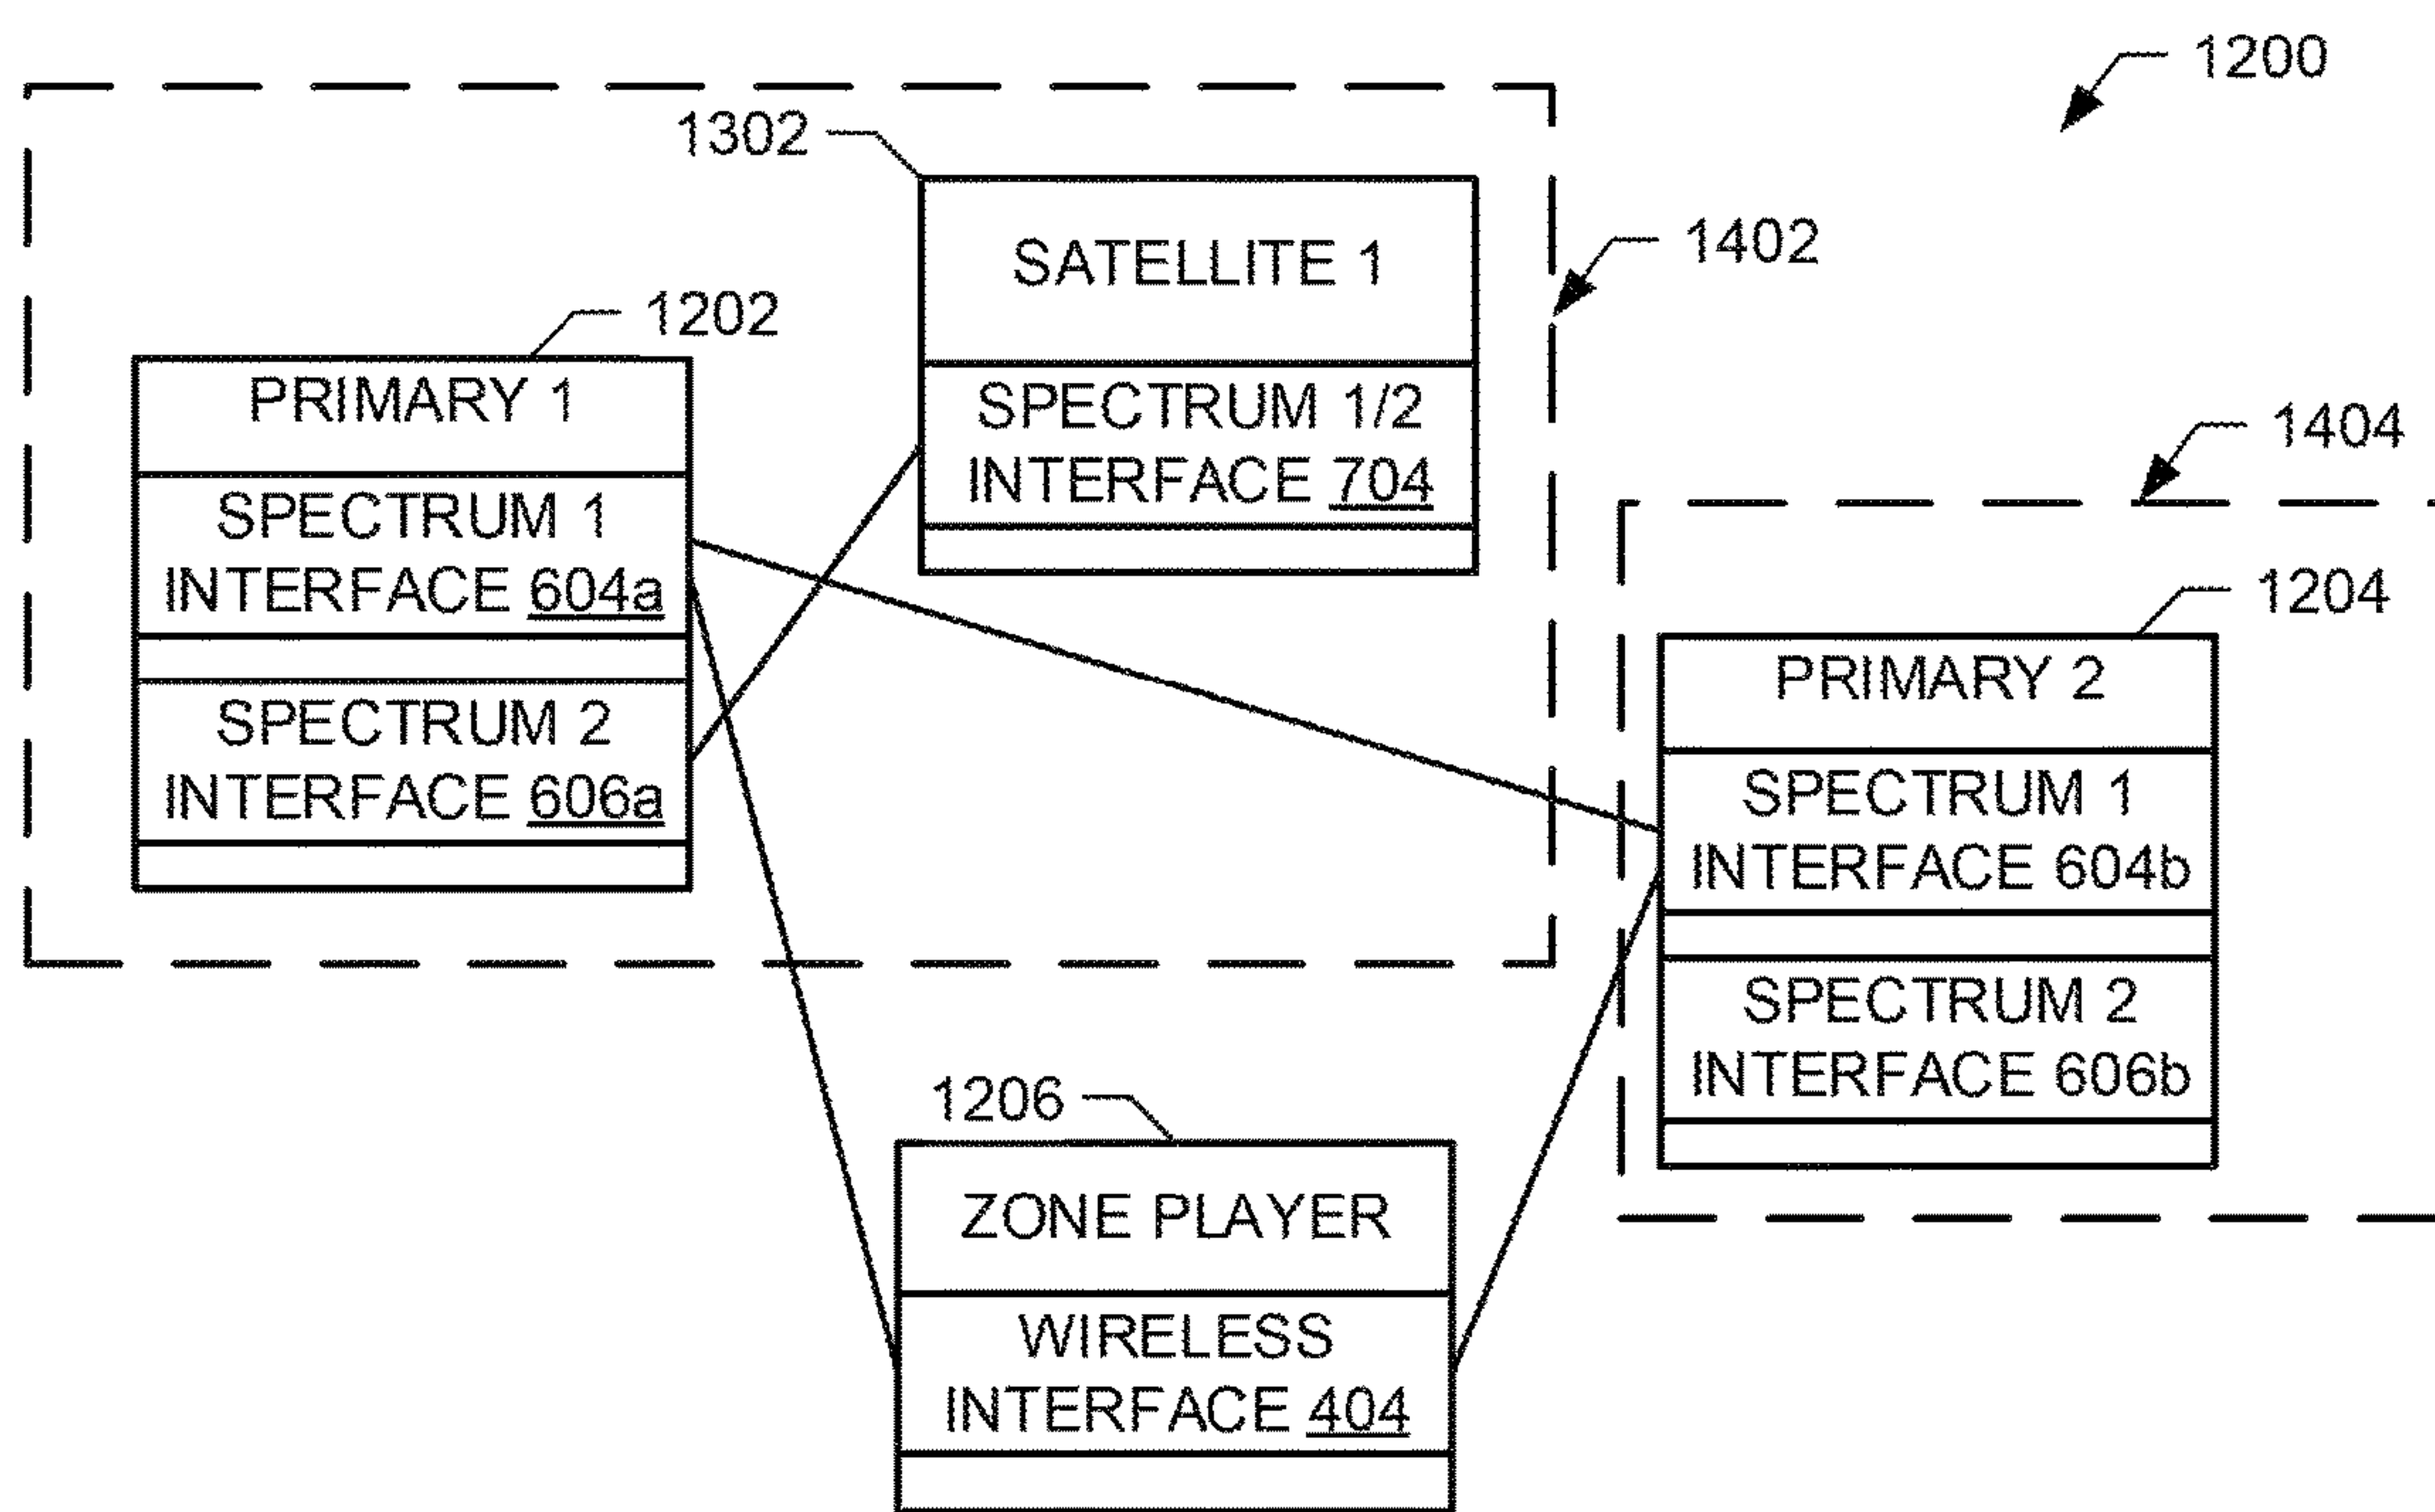 1200
1302
SATELLITE 1
SPECTRUM 1/2
INTERFACE 704
1402
1202
PRIMARY 1
SPECTRUM 1
INTERFACE 604a
SPECTRUM 2
INTERFACE 606a
1404
1204
PRIMARY 2
SPECTRUM 1
INTERFACE 604b
SPECTRUM 2
INTERFACE 606b
1206
ZONE PLAYER
WIRELESS
INTERFACE 404